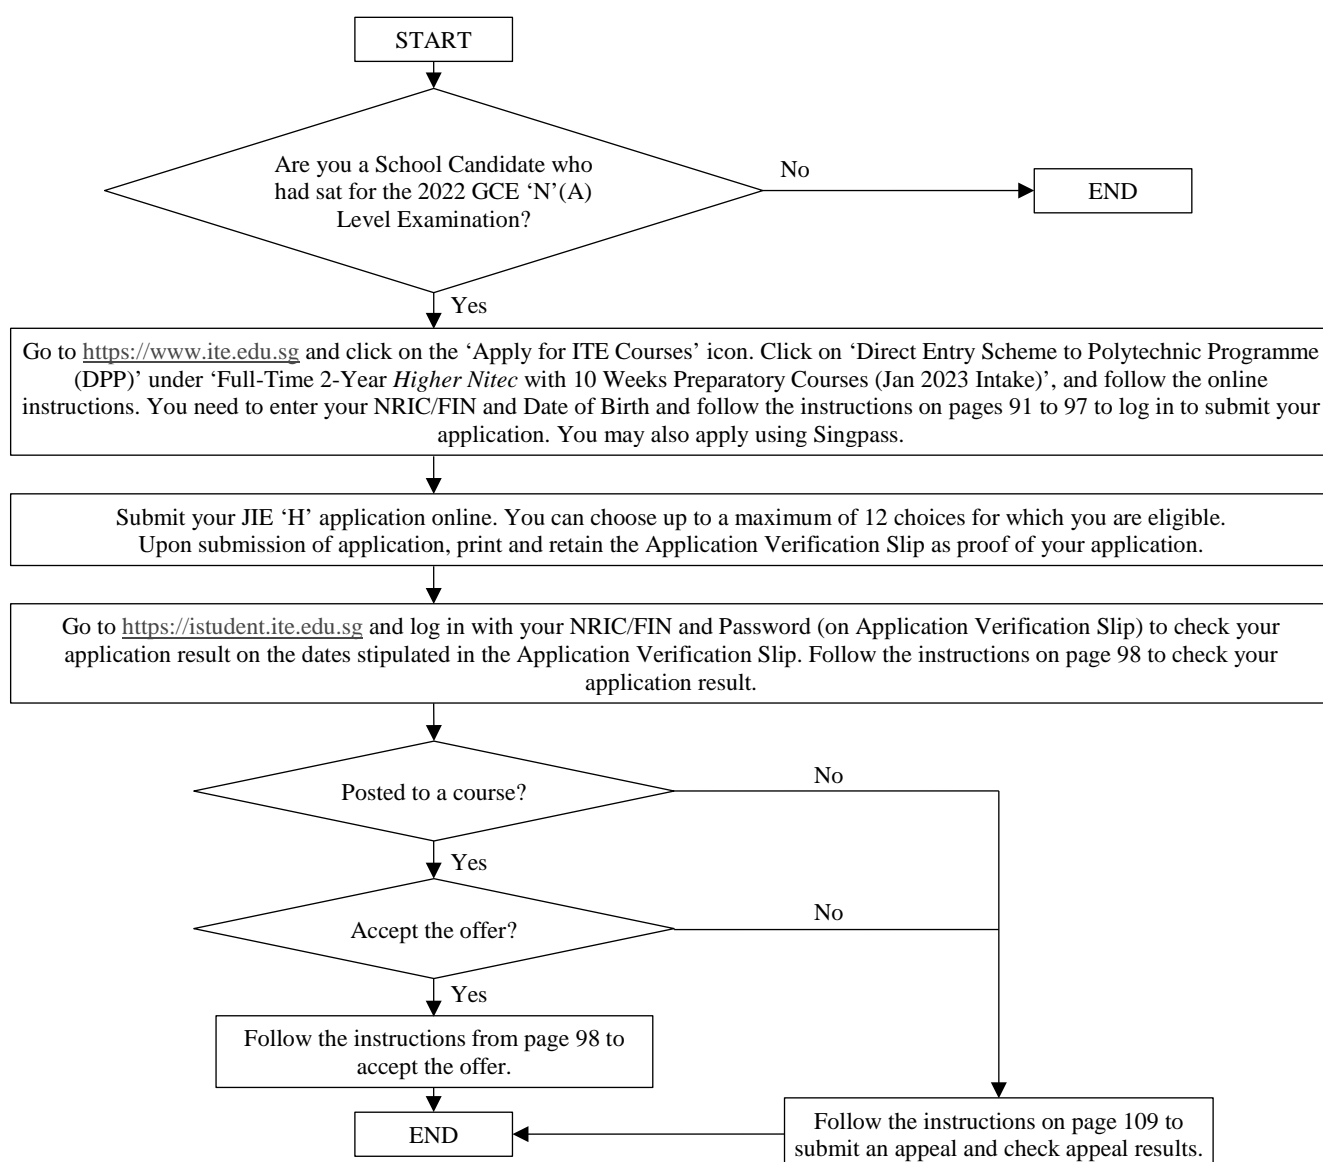 START
Are you a School Candidate who
had sat for the 2022 GCE ‘N’(A)
Level Examination?
No
END
Yes
Go to https://www.ite.edu.sg and click on the ‘Apply for ITE Courses’ icon. Click on ‘Direct Entry Scheme to Polytechnic Programme
(DPP)’ under ‘Full-Time 2-Year Higher Nitec with 10 Weeks Preparatory Courses (Jan 2023 Intake)’, and follow the online
instructions. You need to enter your NRIC/FIN and Date of Birth and follow the instructions on pages 91 to 97 to log in to submit your
application. You may also apply using Singpass.
Submit your JIE ‘H’ application online. You can choose up to a maximum of 12 choices for which you are eligible.
Upon submission of application, print and retain the Application Verification Slip as proof of your application.
Go to https://istudent.ite.edu.sg and log in with your NRIC/FIN and Password (on Application Verification Slip) to check your
application result on the dates stipulated in the Application Verification Slip. Follow the instructions on page 98 to check your
application result.
Posted to a course?
No
Yes
Accept the offer?
No
Yes
Follow the instructions from page 98 to
accept the offer.
END
Follow the instructions on page 109 to
submit an appeal and check appeal results.